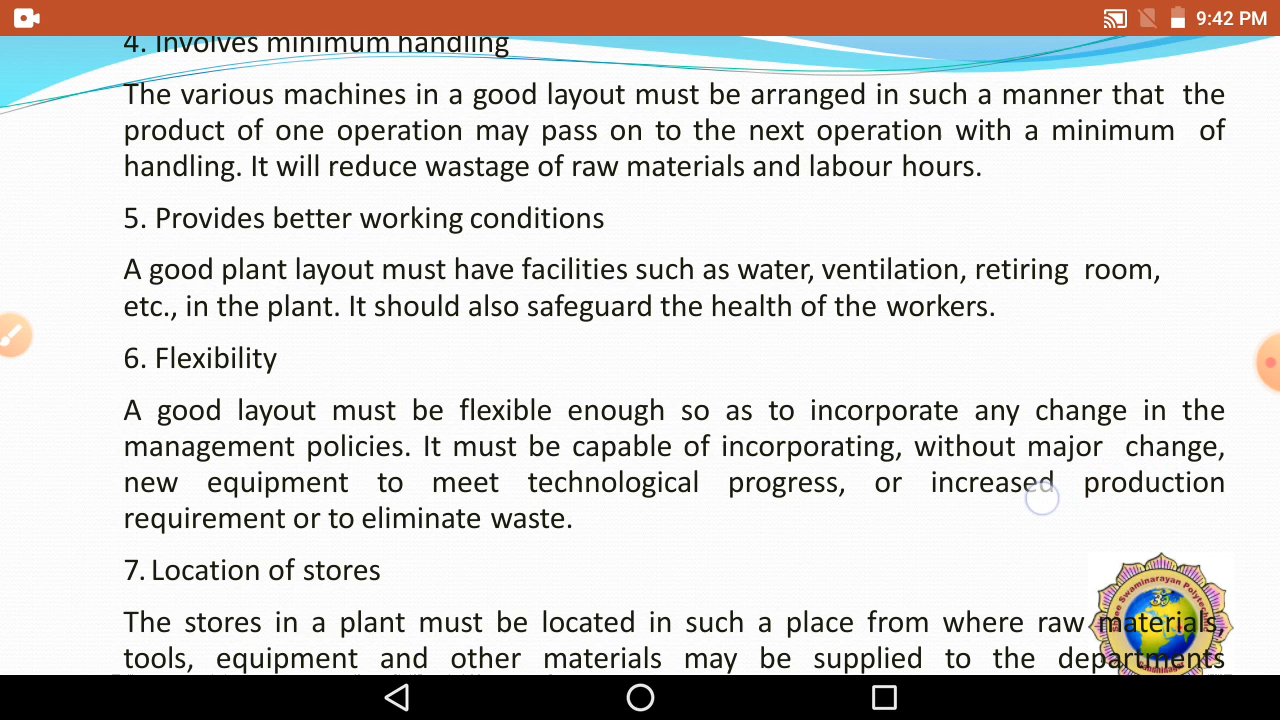 9:42 PM
4. Involves minimum handling
The various machines in a good layout must be arranged in such a manner that the
product of one operation may pass on to the next operation with a minimum of
handling. It will reduce wastage of raw materials and labour hours.
5. Provides better working conditions
A good plant layout must have facilities such as water, ventilation, retiring room,
etc., in the plant. It should also safeguard the health of the workers.
6. Flexibility
A good layout must be flexible enough so as to incorporate any change in the
management policies. It must be capable of incorporating, without major change,
new equipment to meet technological progress, or increased production
requirement or to eliminate waste.
7. Location of stores
The stores in a plant must be located in such a place from where raw materials,
tools, equipment and other materials may be supplied to the departments
Swaminarayan